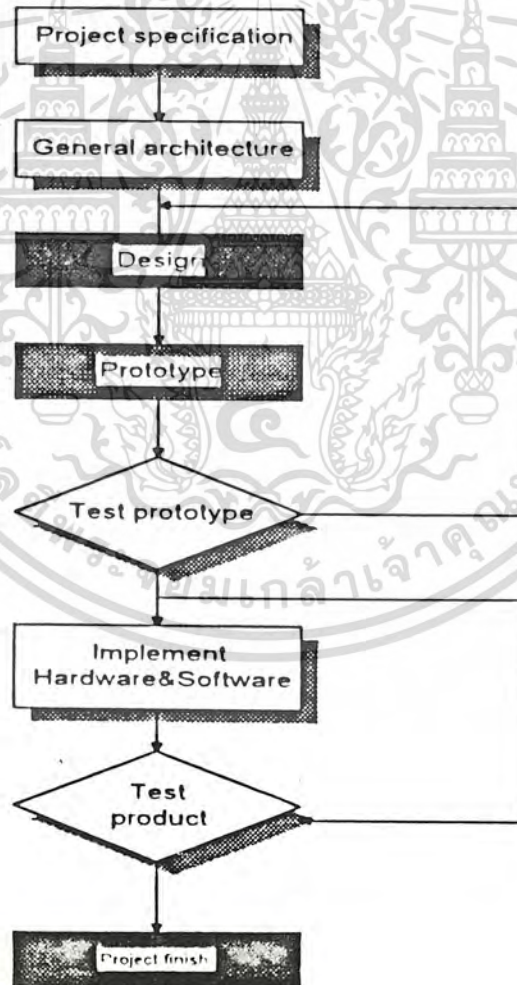 Project specification
General architecture
Design
Prototype
Test prototype
Implement
Hardware&Software
Test
product
Project finish